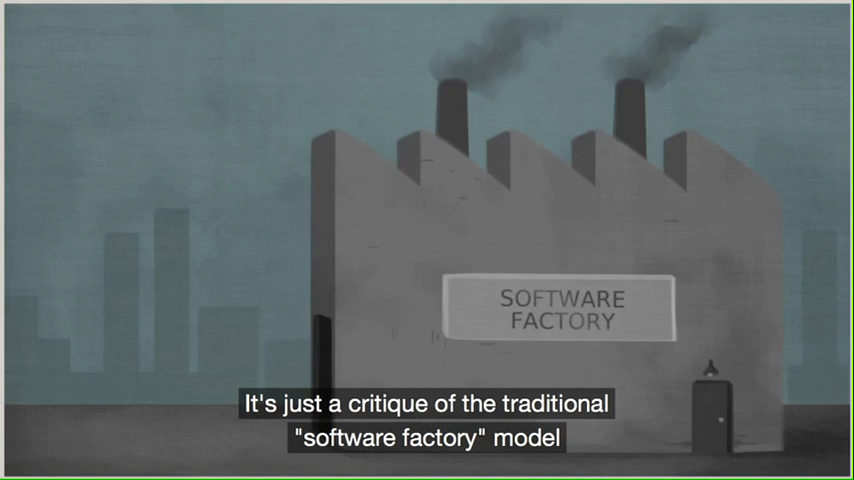 SOFTWARE
FACTORY
It's just a critique of the traditional
"software factory" model